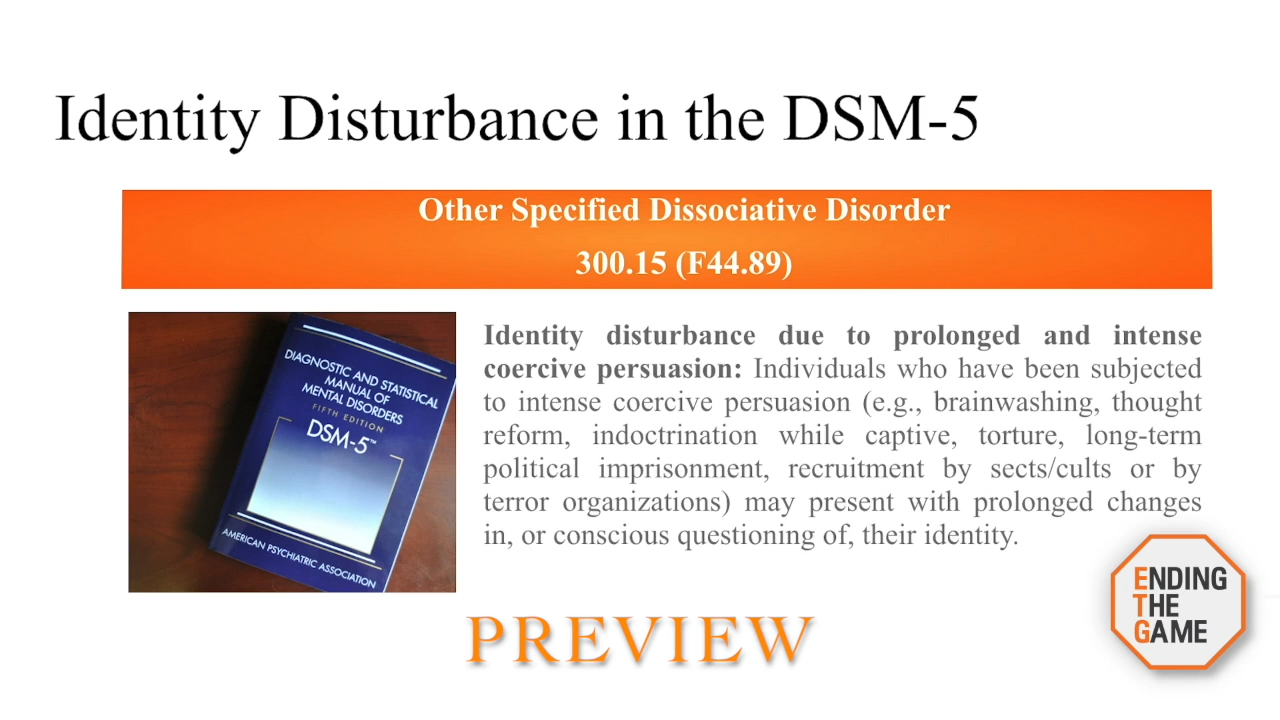 Identity Disturbance in the DSM-5
Other Specified Dissociative Disorder
300.15 (F44.89)
DIAGNOSTIC AND STATISTICAL
MANUAL OF
MENTAL DISORDERS
FIFTH EDITION
DSM-5™
AMERICAN PSYCHIATRIC ASSOCIATION
Identity disturbance due to prolonged and intense
coercive persuasion: Individuals who have been subjected
to intense coercive persuasion (e.g., brainwashing, thought
reform, indoctrination while captive, torture, long-term
political imprisonment, recruitment by sects/cults or by
terror organizations) may present with prolonged changes
in, or conscious questioning of, their identity.
PREVIEW
ENDING
THE
GAME